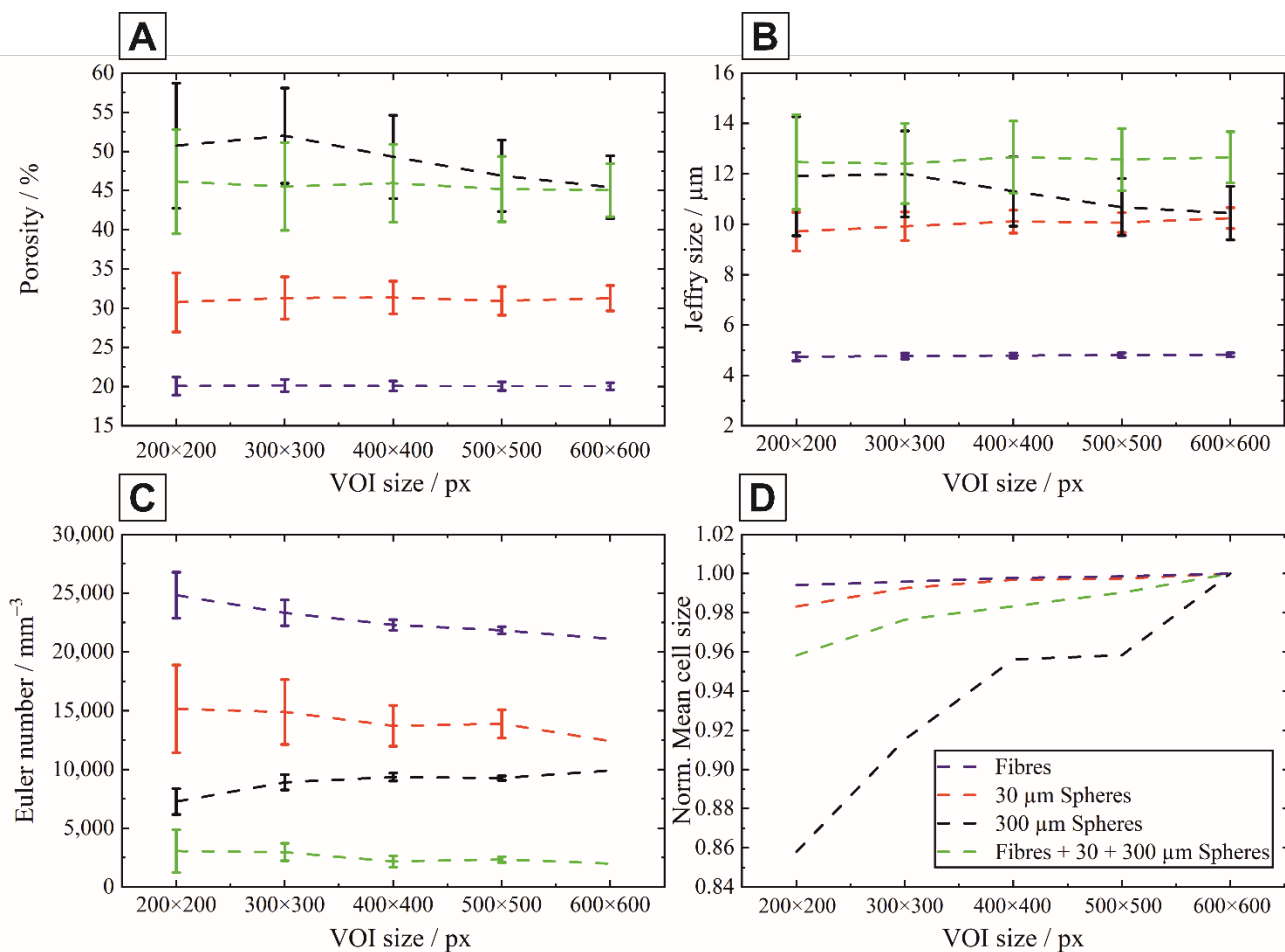 A
60
55
50
45
40
35
30
25
20
15
Porosity / %
200×200 300×300 400×400 500×500 600×600
VOI size / px
B
16
14
12
10
8
6
4
2
Jeffry size / µm
200×200 300×300 400×400 500×500 600×600
VOI size / px
C
30,000
25,000
20,000
15,000
10,000
5,000
0
Euler number / mm⁻³
200×200 300×300 400×400 500×500 600×600
VOI size / px
D
1.02
1.00
0.98
0.96
0.94
0.92
0.90
0.88
0.86
0.84
Norm. Mean cell size
Fibres
30 µm Spheres
300 µm Spheres
Fibres + 30 + 300 µm Spheres
200×200 300×300 400×400 500×500 600×600
VOI size / px